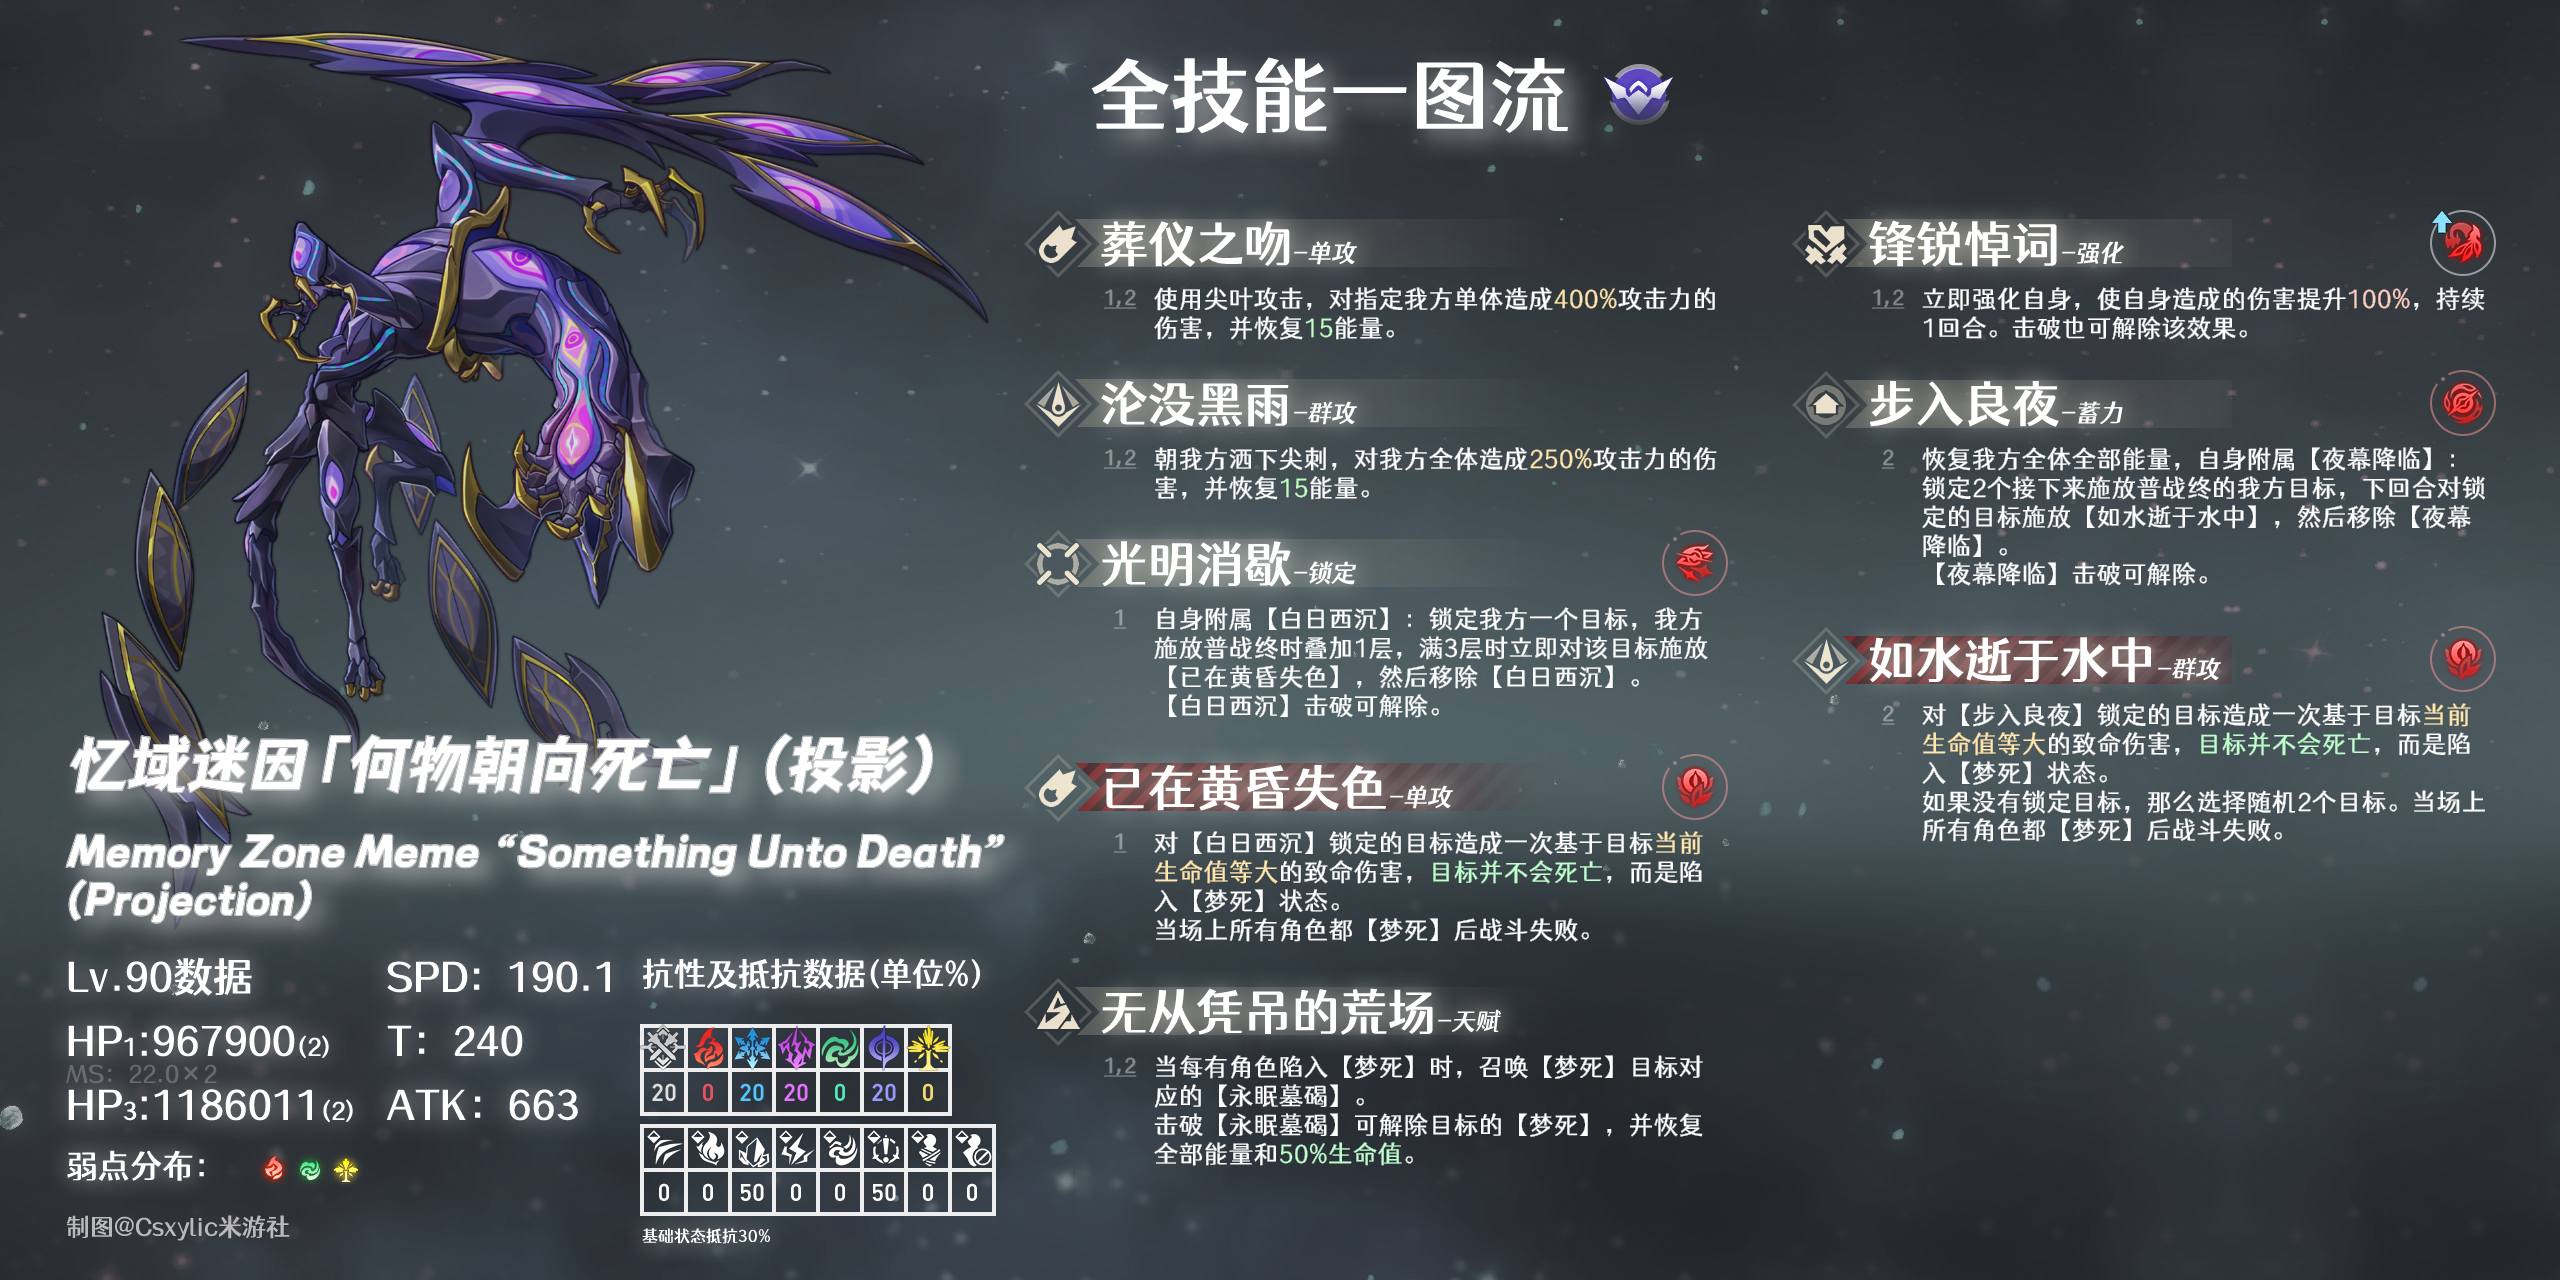 全技能一图流
忆域迷因「何物朝向死亡」（投影）
Memory Zone Meme “Something Unto Death”
(Projection)
Lv.90数据
SPD：190.1
HP1:967900(2)
T：240
MS：22.0×2
HP3:1186011(2)
ATK：663
弱点分布：
制图@Csxylic米游社
抗性及抵抗数据(单位%)
20 0 20 20 0 20 0
0 0 50 0 0 50 0 0
基础状态抵抗30%
葬仪之吻–单攻
1,2 使用尖叶攻击，对指定我方单体造成400%攻击力的
伤害，并恢复15能量。
沦没黑雨–群攻
1,2 朝我方洒下尖刺，对我方全体造成250%攻击力的伤
害，并恢复15能量。
光明消歇–锁定
1 自身附属【白日西沉】：锁定我方一个目标，我方
施放普战终时叠加1层，满3层时立即对该目标施放
【已在黄昏失色】，然后移除【白日西沉】。
【白日西沉】击破可解除。
已在黄昏失色–单攻
1 对【白日西沉】锁定的目标造成一次基于目标当前
生命值等大的致命伤害，目标并不会死亡，而是陷
入【梦死】状态。
当场上所有角色都【梦死】后战斗失败。
无从凭吊的荒场–天赋
1,2 当每有角色陷入【梦死】时，召唤【梦死】目标对
应的【永眠墓碣】。
击破【永眠墓碣】可解除目标的【梦死】，并恢复
全部能量和50%生命值。
锋锐悼词–强化
1,2 立即强化自身，使自身造成的伤害提升100%，持续
1回合。击破也可解除该效果。
步入良夜–蓄力
2 恢复我方全体全部能量，自身附属【夜幕降临】：
锁定2个接下来施放普战终的我方目标，下回合对锁
定的目标施放【如水逝于水中】，然后移除【夜幕
降临】。
【夜幕降临】击破可解除。
如水逝于水中–群攻
2 对【步入良夜】锁定的目标造成一次基于目标当前
生命值等大的致命伤害，目标并不会死亡，而是陷
入【梦死】状态。
如果没有锁定目标，那么选择随机2个目标。当场上
所有角色都【梦死】后战斗失败。